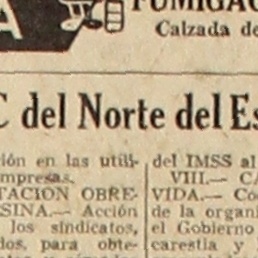 A
FUMIGAC
Calzada de
C del Norte del Es
ción en las utili-
empresas.
TACION OBRE-
SINA.— Acción
los sindicatos,
dos, para obte-
del IMSS al
VIII.— CA
VIDA.— Co
de la organi
el Gobierno
carestía y l